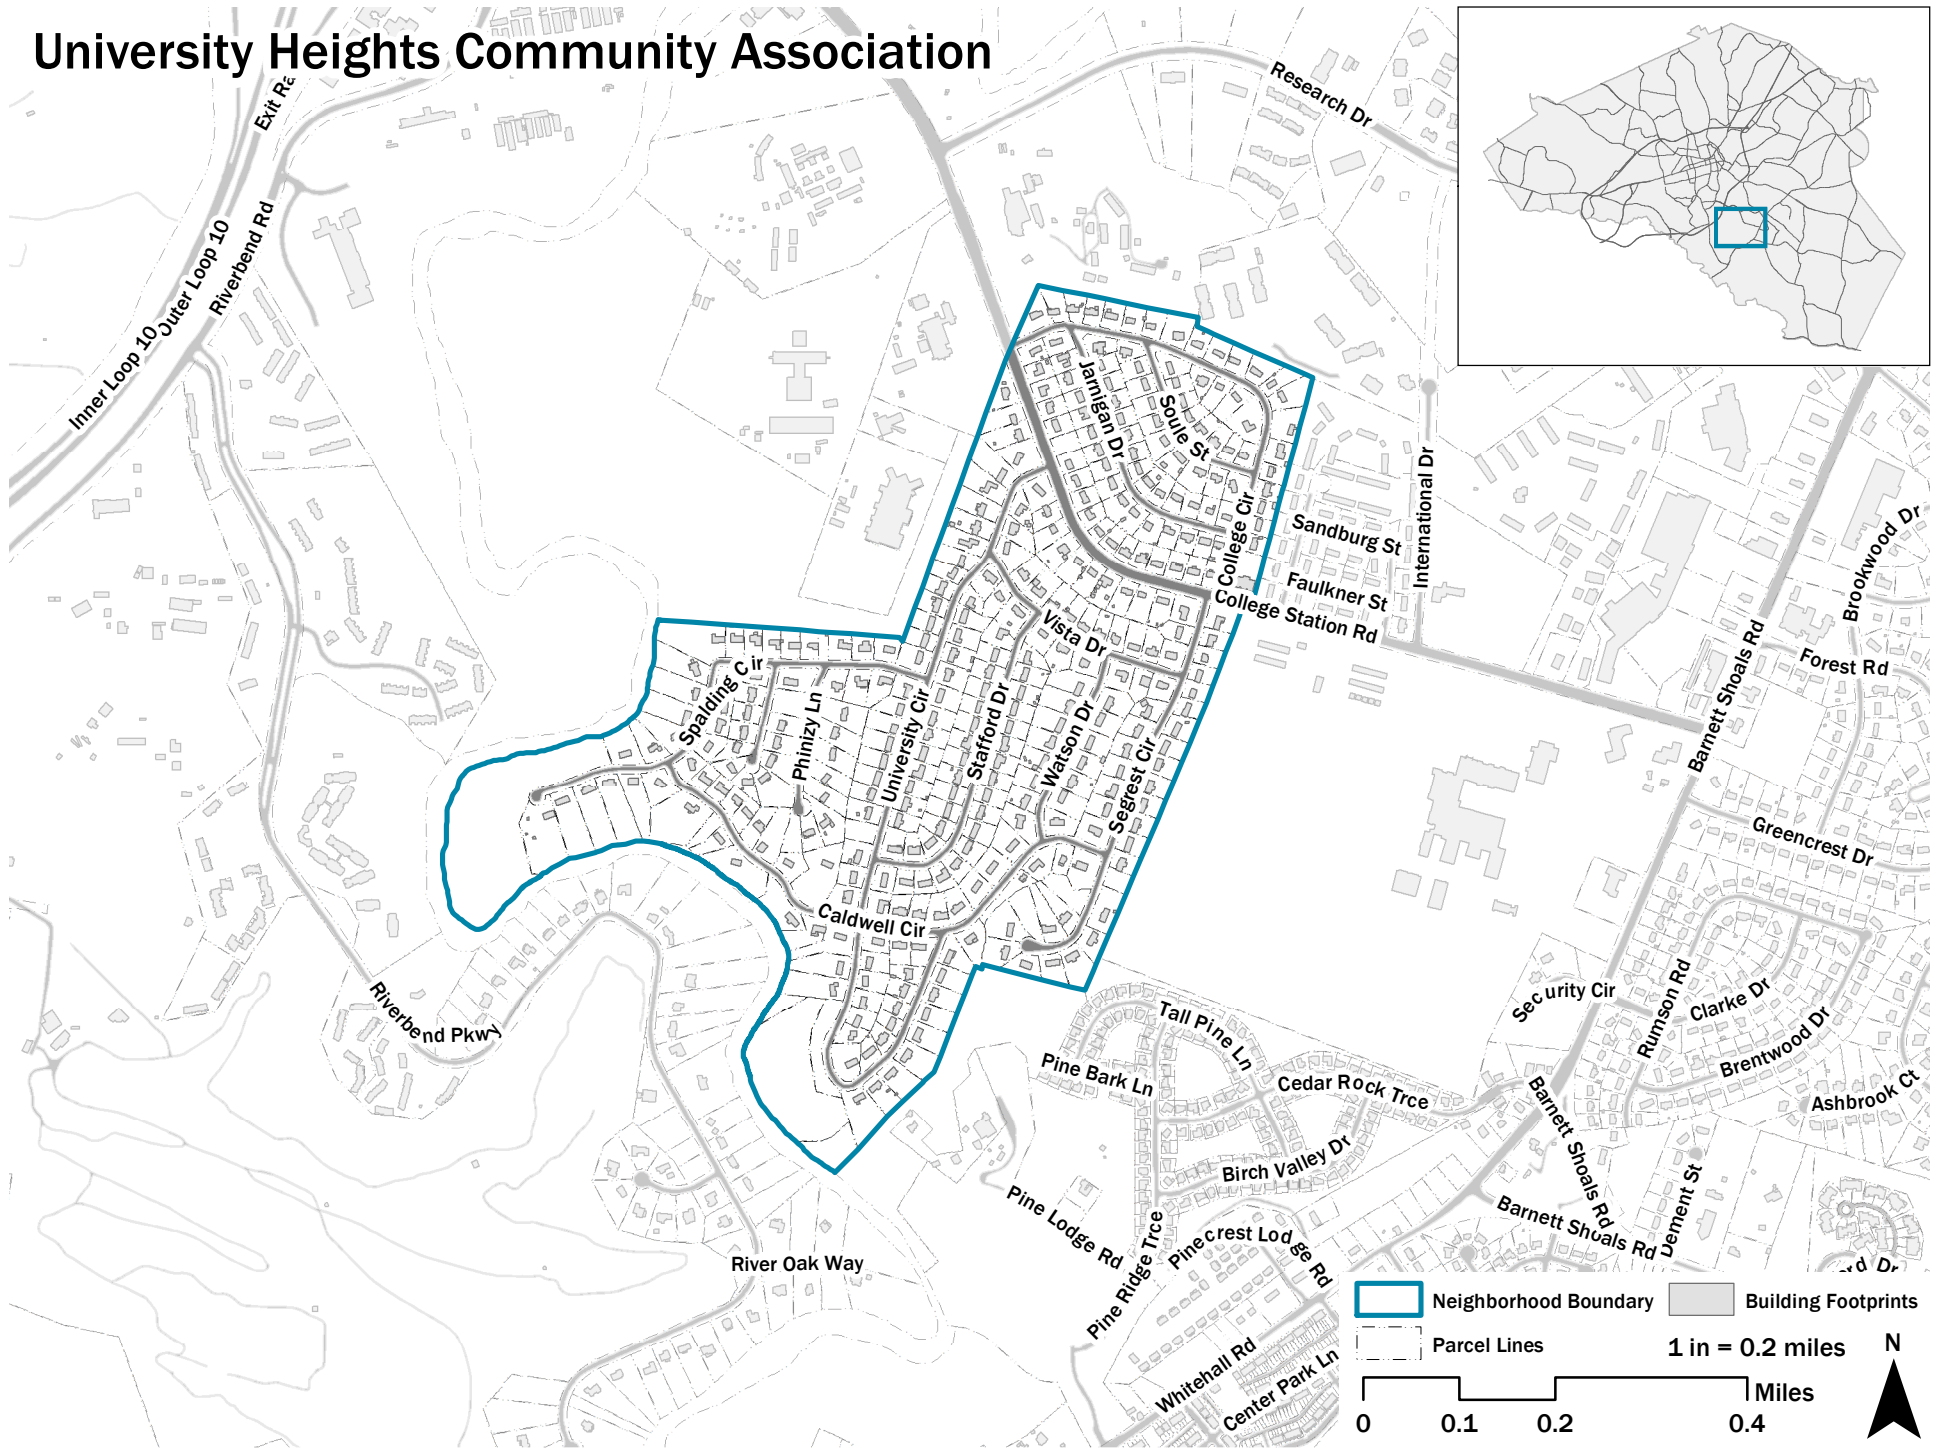 University Heights Community Association
Exit Ra
Research Dr
Outer Loop 10
Riverbend Rd
Inner Loop 10
Jarnigan Dr
Soule St
College Cir
Sandburg St
International Dr
Faulkner St
College Station Rd
Brookwood Dr
Forest Rd
Barnett Shoals Rd
Vista Dr
Spalding Cir
Phinizy Ln
University Cir
Stafford Dr
Watson Dr
Segrest Cir
Greencrest Dr
Caldwell Cir
Riverbend Pkwy
Security Cir
Rumson Rd
Clarke Dr
Brentwood Dr
Ashbrook Ct
Tall Pine Ln
Pine Bark Ln
Cedar Rock Trce
Barnett Shoals Rd
Birch Valley Dr
Dement St
Barnett Shoals Rd
Pine Lodge Rd
Pine Ridge Trce
Pinecrest Lodge Rd
River Oak Way
ord Dr
Whitehall Rd
Center Park Ln
Neighborhood Boundary
Building Footprints
Parcel Lines
1 in = 0.2 miles
N
Miles
0 0.1 0.2 0.4